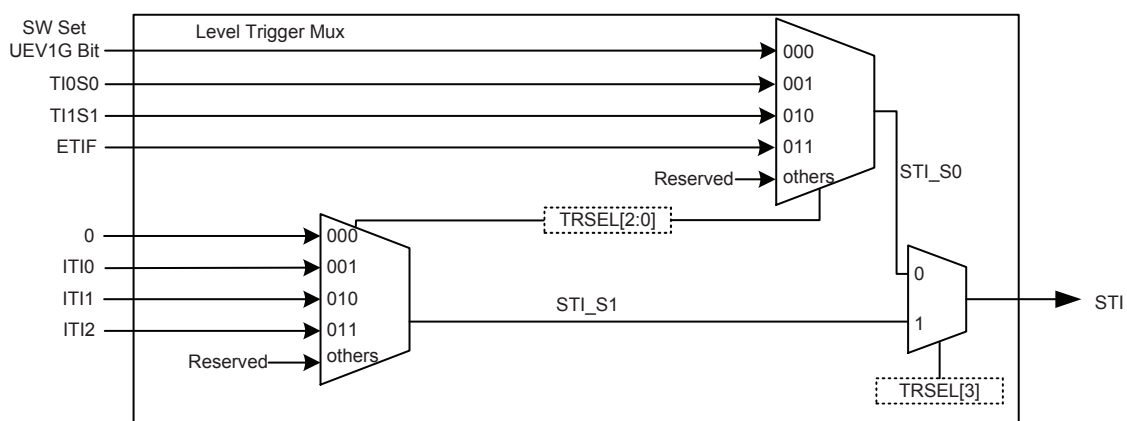 SW Set
UEV1G Bit
Level Trigger Mux
000
TI0S0
001
TI1S1
010
ETIF
011
Reserved
others
STI_S0
TRSEL[2:0]
0
000
ITI0
001
ITI1
010
ITI2
011
Reserved
others
STI_S1
0
1
STI
TRSEL[3]